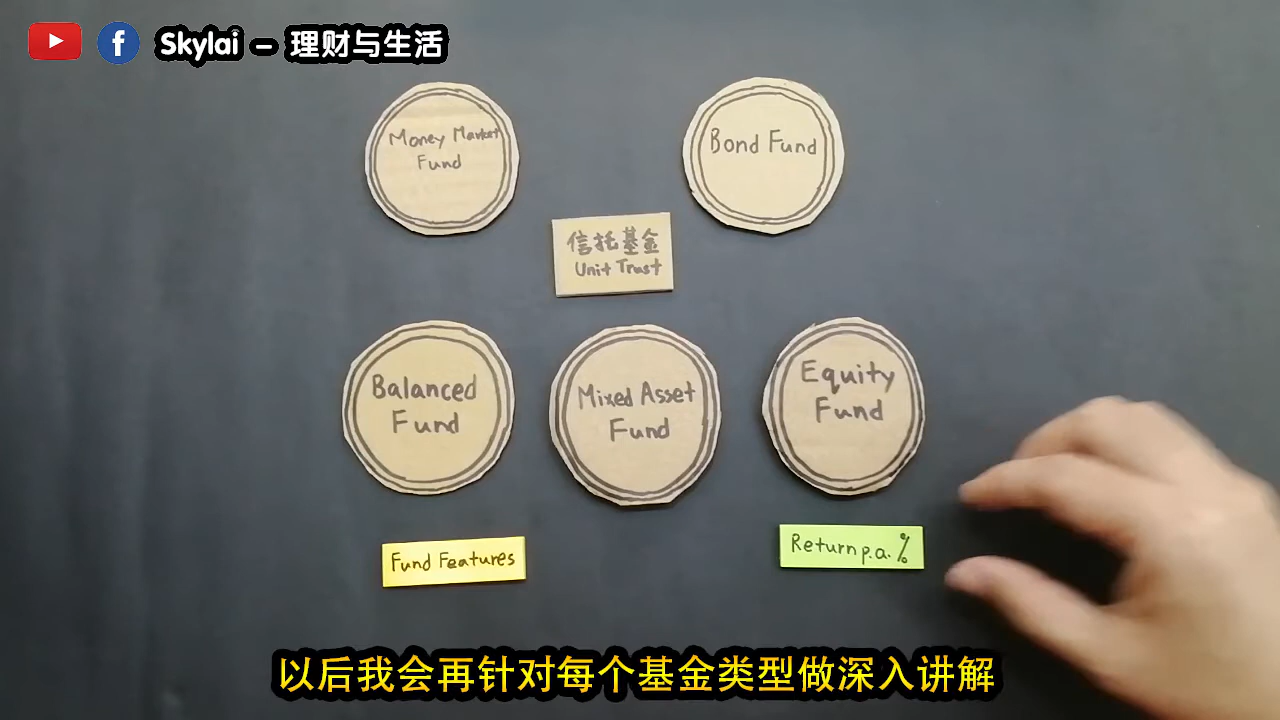 Skylai – 理财与生活
Money Market
Fund
Bond Fund
信托基金
Unit Trust
Balanced
Fund
Mixed Asset
Fund
Equity
Fund
Fund Features
Return p.a. %
以后我会再针对每个基金类型做深入讲解